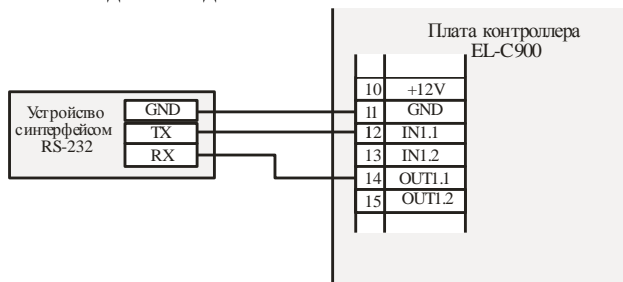 Плата контроллера
EL-C900
10 +12V
11 GND
12 IN1.1
13 IN1.2
14 OUT1.1
15 OUT1.2
Устройство
с интерфейсом
RS-232
GND
TX
RX